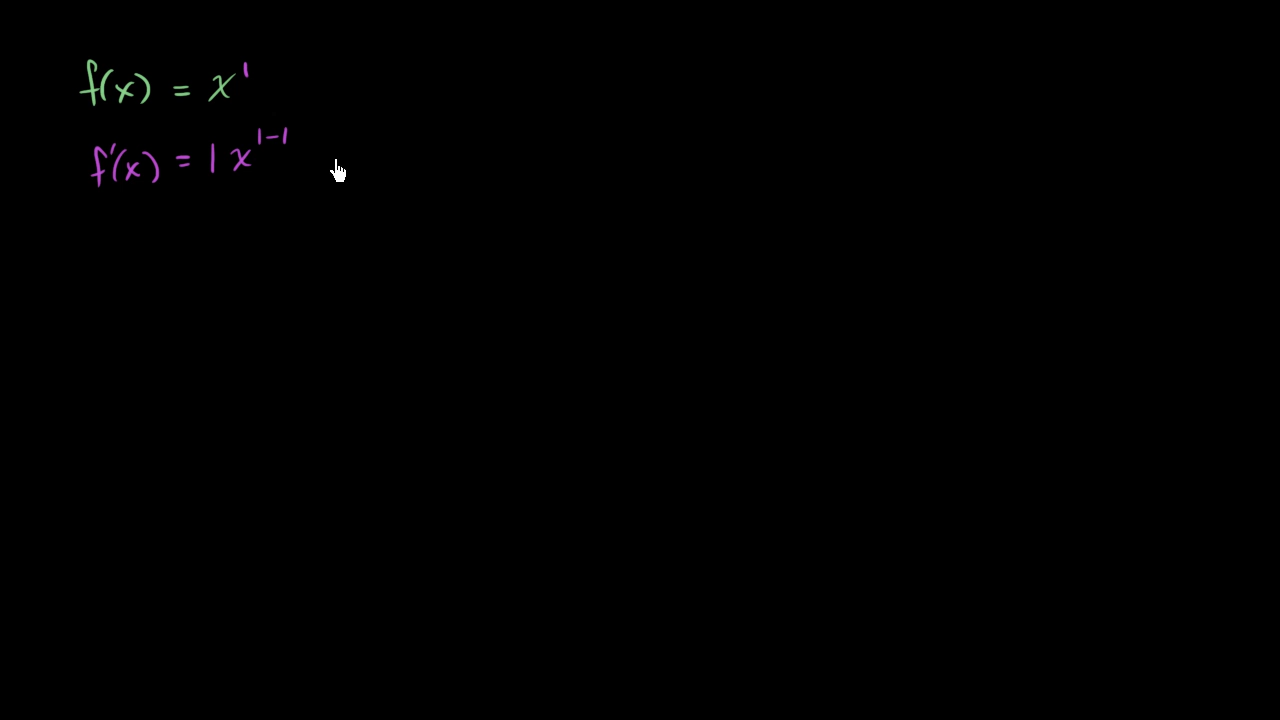 f(x) = x¹
f'(x) = 1 x¹⁻¹